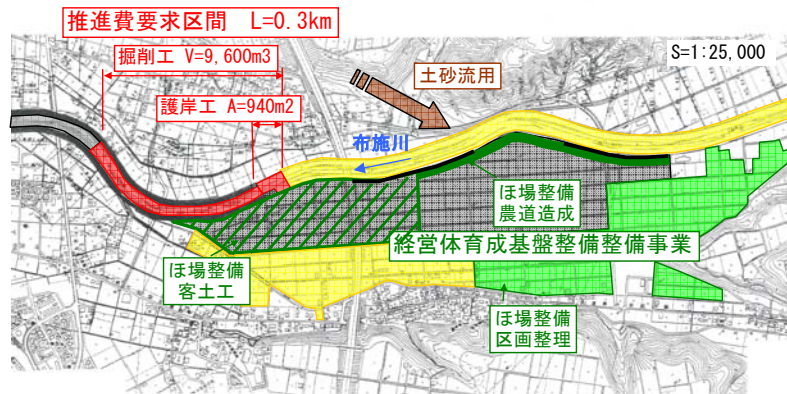 推進費要求区間 L=0.3km
掘削工 V=9,600m3
S=1:25,000
土砂流用
護岸工 A=940m2
布施川
ほ場整備
農道造成
経営体育成基盤整備整備事業
ほ場整備
客土工
ほ場整備
区画整理